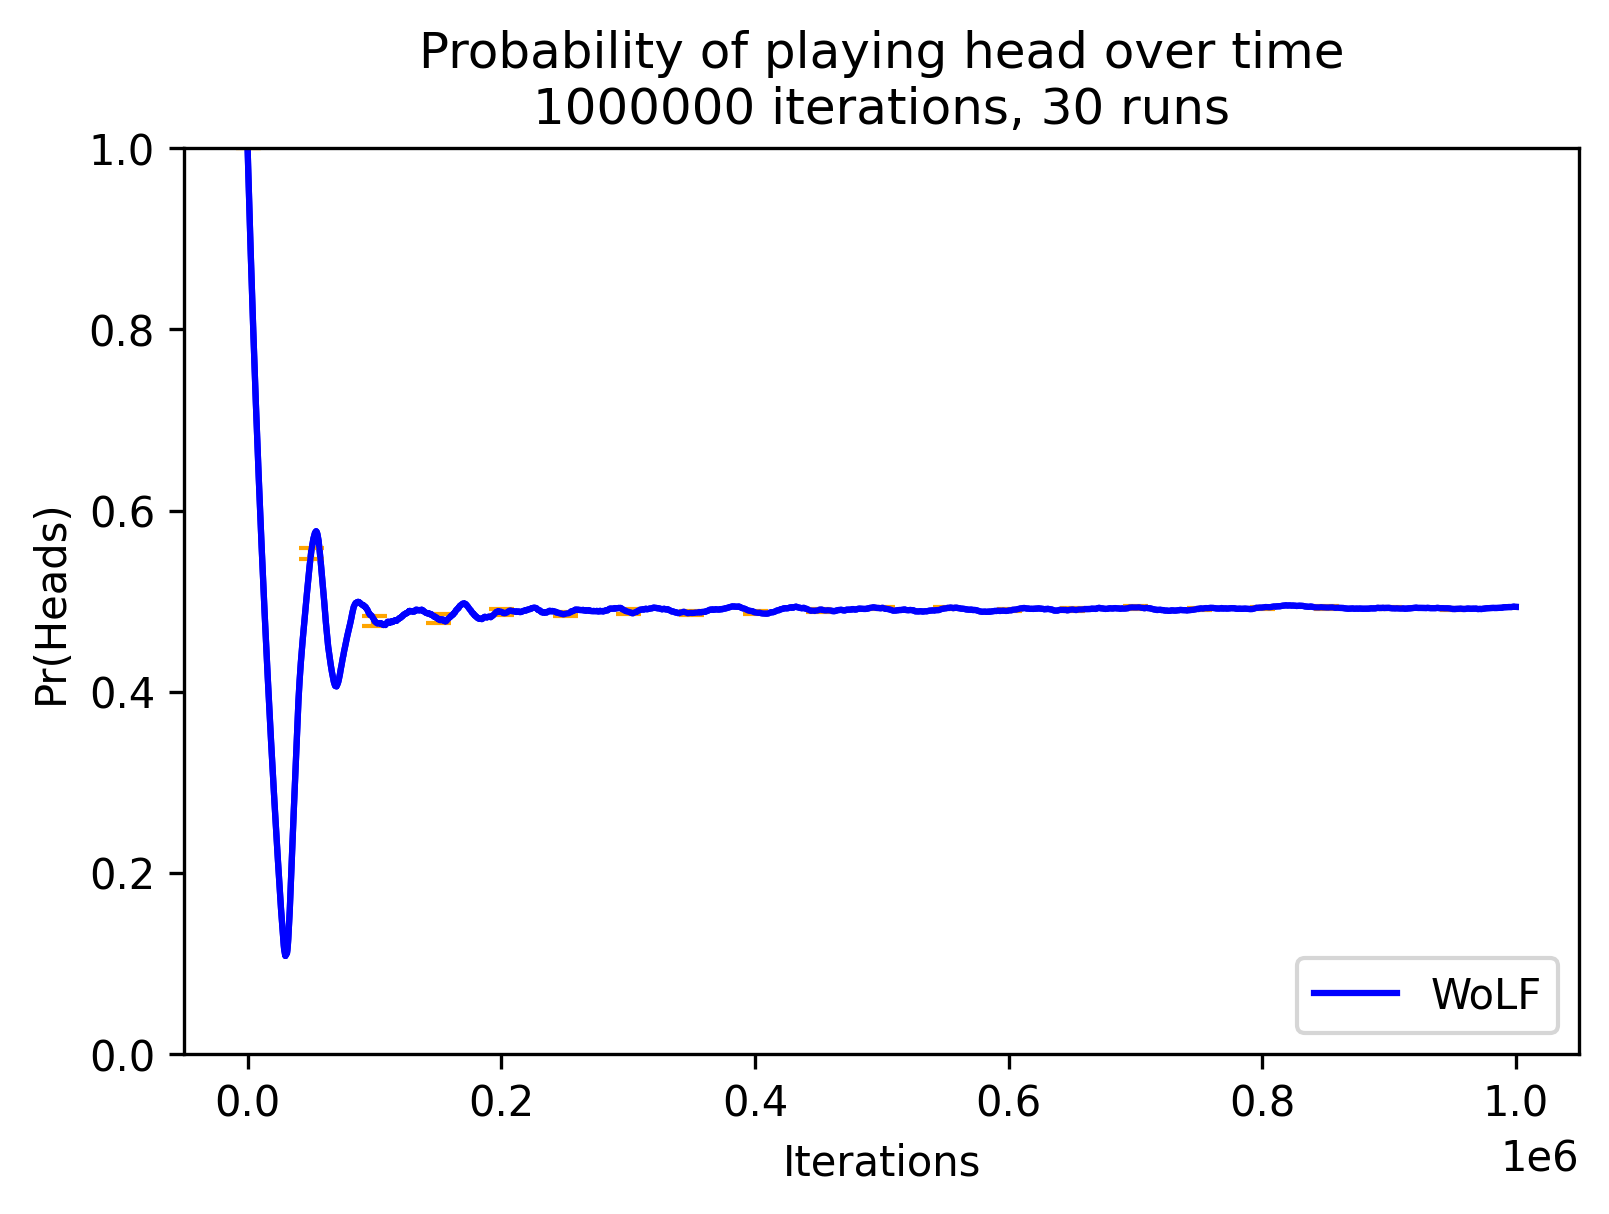 Probability of playing head over time
1000000 iterations, 30 runs
1.0
0.8
0.6
0.4
0.2
0.0
Pr(Heads)
WoLF
0.0 0.2 0.4 0.6 0.8 1.0
1e6
Iterations